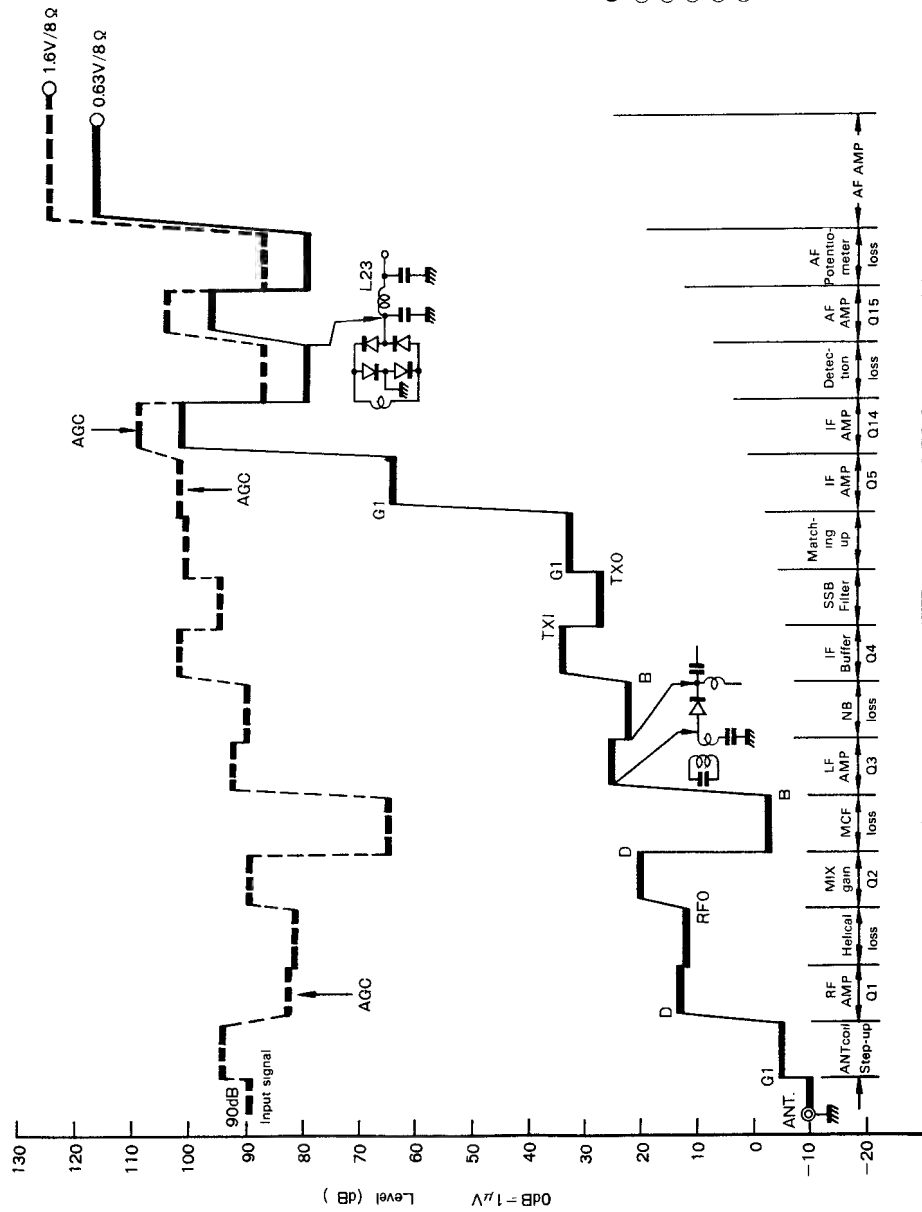 1.6V/8 Ω
0.63V/8 Ω
AGC
AGC
AGC
90dB
Input signal
L23
G1
G1
TXO
TXI
B
B
D
RFO
D
G1
ANT.
130
120
110
100
90
80
70
60
50
40
30
20
10
0
-10
-20
Level (dB)
0dB=1μV
ANTcoil
Step-up
RF
AMP
Q1
Helical
loss
MIX
gain
Q2
MCF
loss
LF
AMP
Q3
NB
loss
IF
Buffer
Q4
SSB
Filter
Match-
ing
up
IF
AMP
Q5
IF
AMP
Q14
Detec-
tion
loss
AF
AMP
Q15
AF
Potentio-
meter
loss
AF AMP